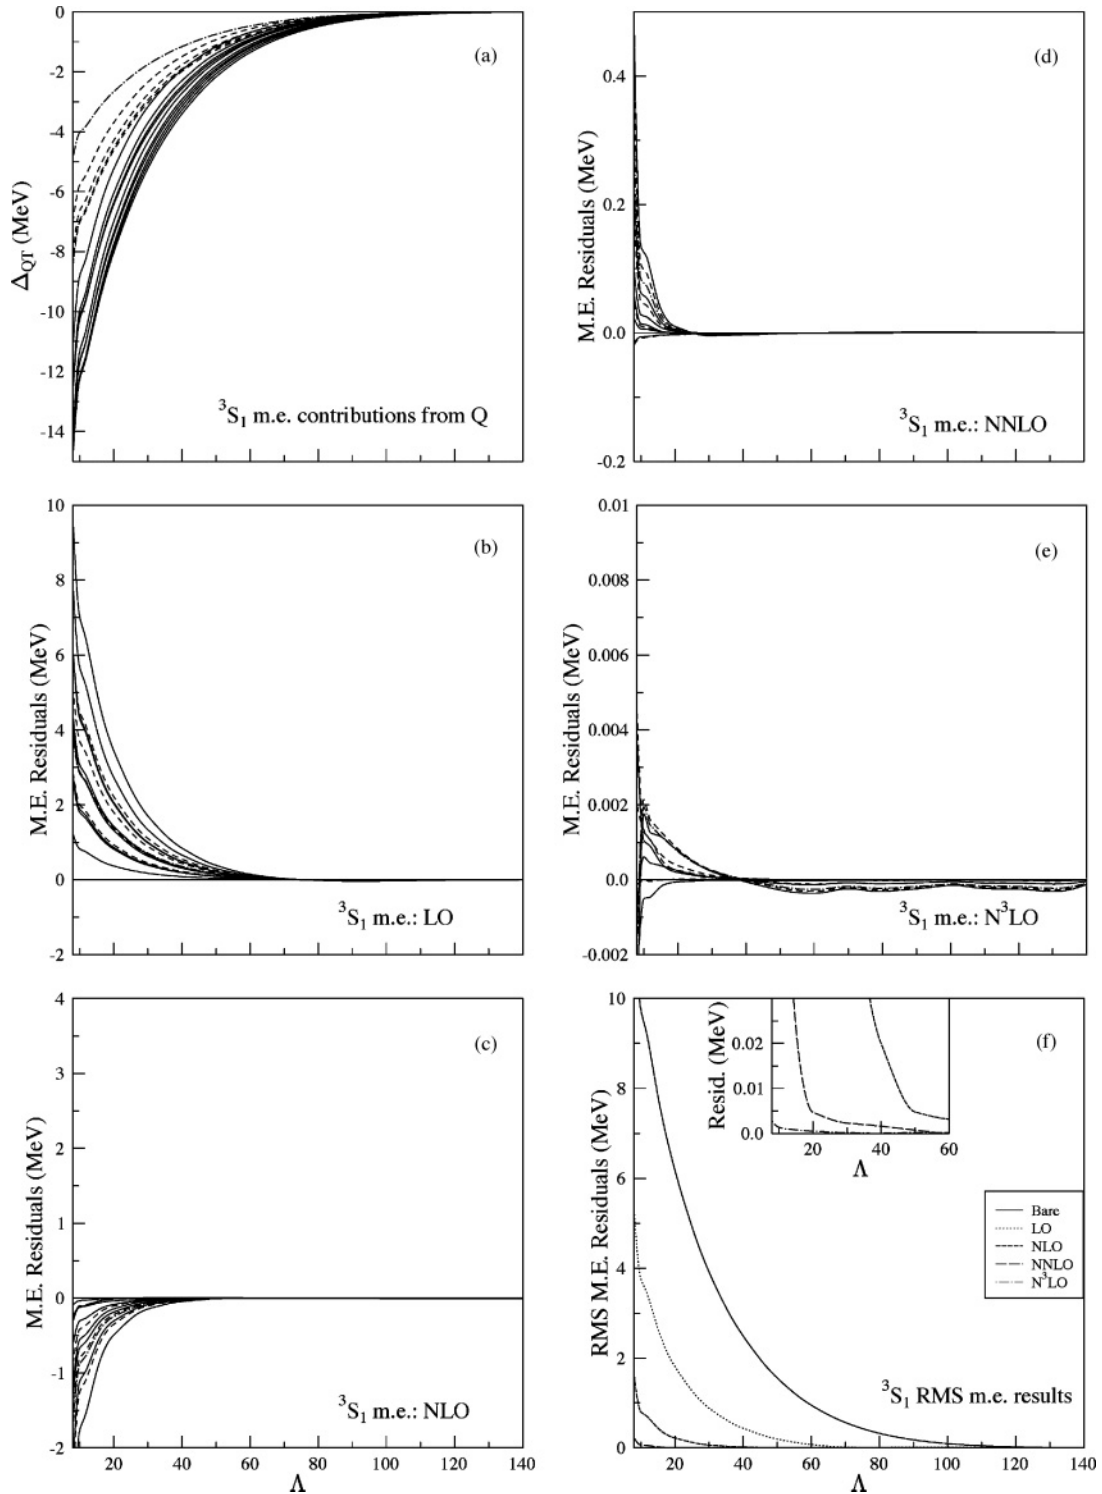 (a)
0
-2
-4
-6
-8
-10
-12
-14
Δ_QT (MeV)
³S₁ m.e. contributions from Q
(b)
10
8
6
4
2
0
-2
M.E. Residuals (MeV)
³S₁ m.e.: LO
(c)
4
3
2
1
0
-1
-2
M.E. Residuals (MeV)
³S₁ m.e.: NLO
20 40 60 80 100 120 140
Λ
(d)
0.4
0.2
0.0
-0.2
M.E. Residuals (MeV)
³S₁ m.e.: NNLO
(e)
0.01
0.008
0.006
0.004
0.002
0.0
-0.002
M.E. Residuals (MeV)
³S₁ m.e.: N³LO
(f)
10
8
6
4
2
0
RMS M.E. Residuals (MeV)
0.02
0.01
0.0
Resid. (MeV)
20 40 60
Λ
Bare
LO
NLO
NNLO
N³LO
³S₁ RMS m.e. results
20 40 60 80 100 120 140
Λ